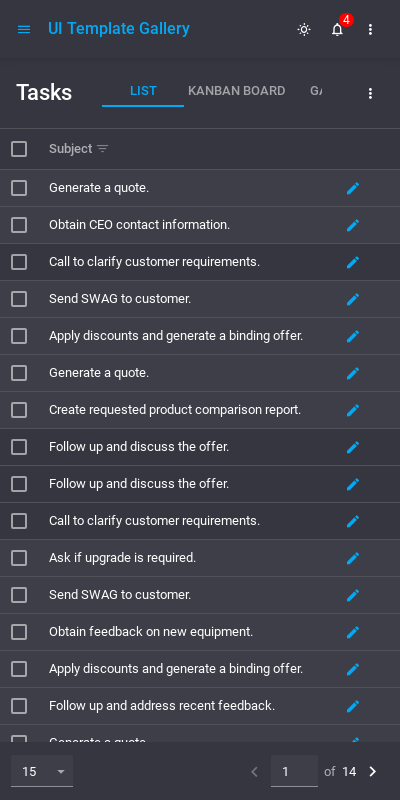 UI Template Gallery
4
Tasks
LIST
KANBAN BOARD
Subject
Generate a quote.
Obtain CEO contact information.
Call to clarify customer requirements.
Send SWAG to customer.
Apply discounts and generate a binding offer.
Generate a quote.
Create requested product comparison report.
Follow up and discuss the offer.
Follow up and discuss the offer.
Call to clarify customer requirements.
Ask if upgrade is required.
Send SWAG to customer.
Obtain feedback on new equipment.
Apply discounts and generate a binding offer.
Follow up and address recent feedback.
Generate a quote.
15
1 of 14